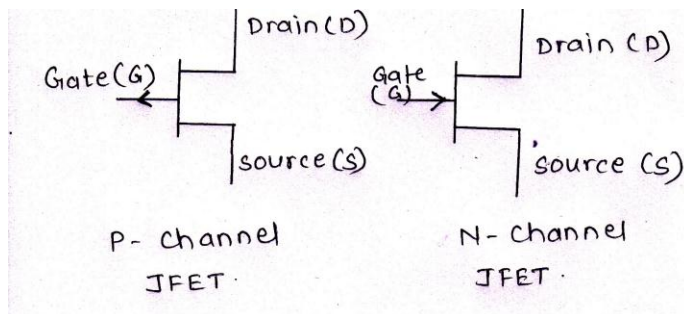 Drain(D)
Gate(G)
source(S)
P- Channel
JFET.
Drain (D)
Gate
(G)
source (S)
N- Channel
JFET.